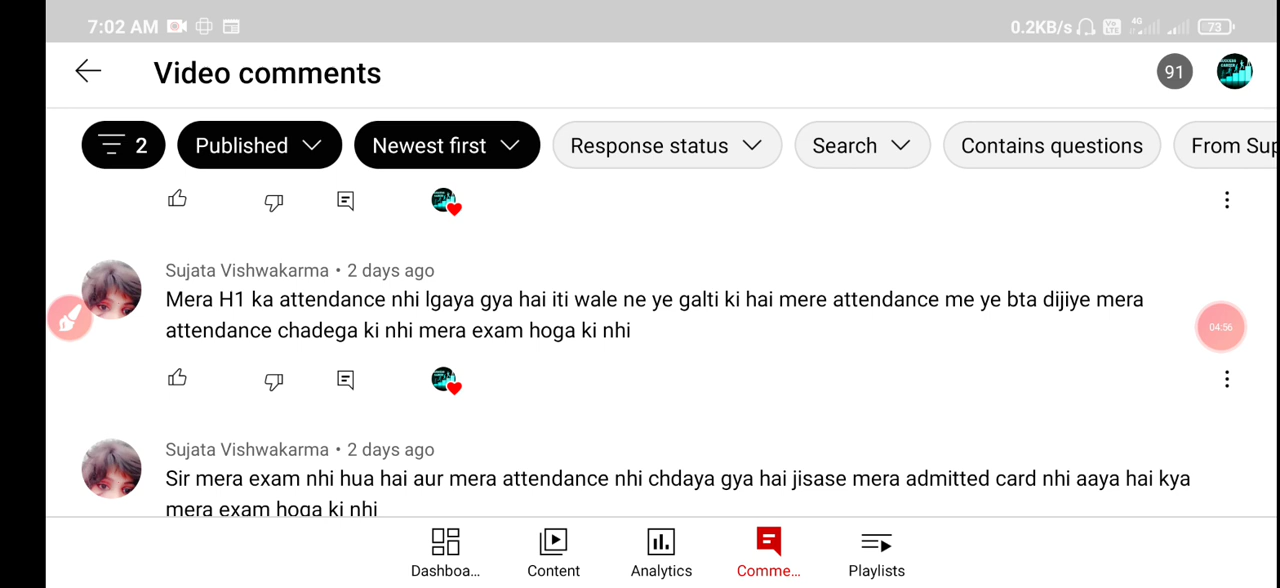 7:02 AM
0.2KB/s 4G 73
Video comments
91
2 Published Newest first Response status Search Contains questions From Sup
Sujata Vishwakarma • 2 days ago
Mera H1 ka attendance nhi lgaya gya hai iti wale ne ye galti ki hai mere attendance me ye bta dijiye mera
attendance chadega ki nhi mera exam hoga ki nhi
04:56
Sujata Vishwakarma • 2 days ago
Sir mera exam nhi hua hai aur mera attendance nhi chdaya gya hai jisase mera admitted card nhi aaya hai kya
mera exam hoga ki nhi
Dashboa... Content Analytics Comme... Playlists